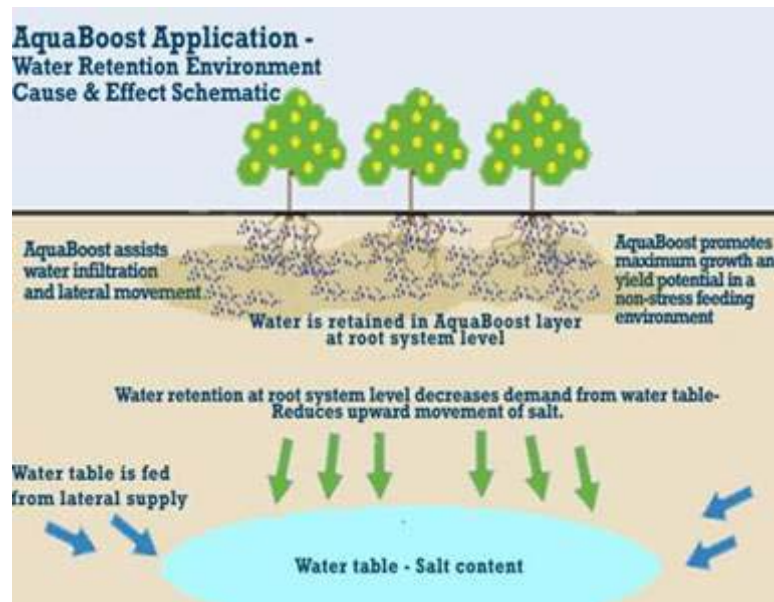 AquaBoost Application -
Water Retention Environment
Cause & Effect Schematic
AquaBoost assists
water infiltration
and lateral movement
AquaBoost promotes
maximum growth an
yield potential in a
non-stress feeding
environment
Water is retained in AquaBoost layer
at root system level
Water retention at root system level decreases demand from water table-
Reduces upward movement of salt.
Water table is fed
from lateral supply
Water table - Salt content